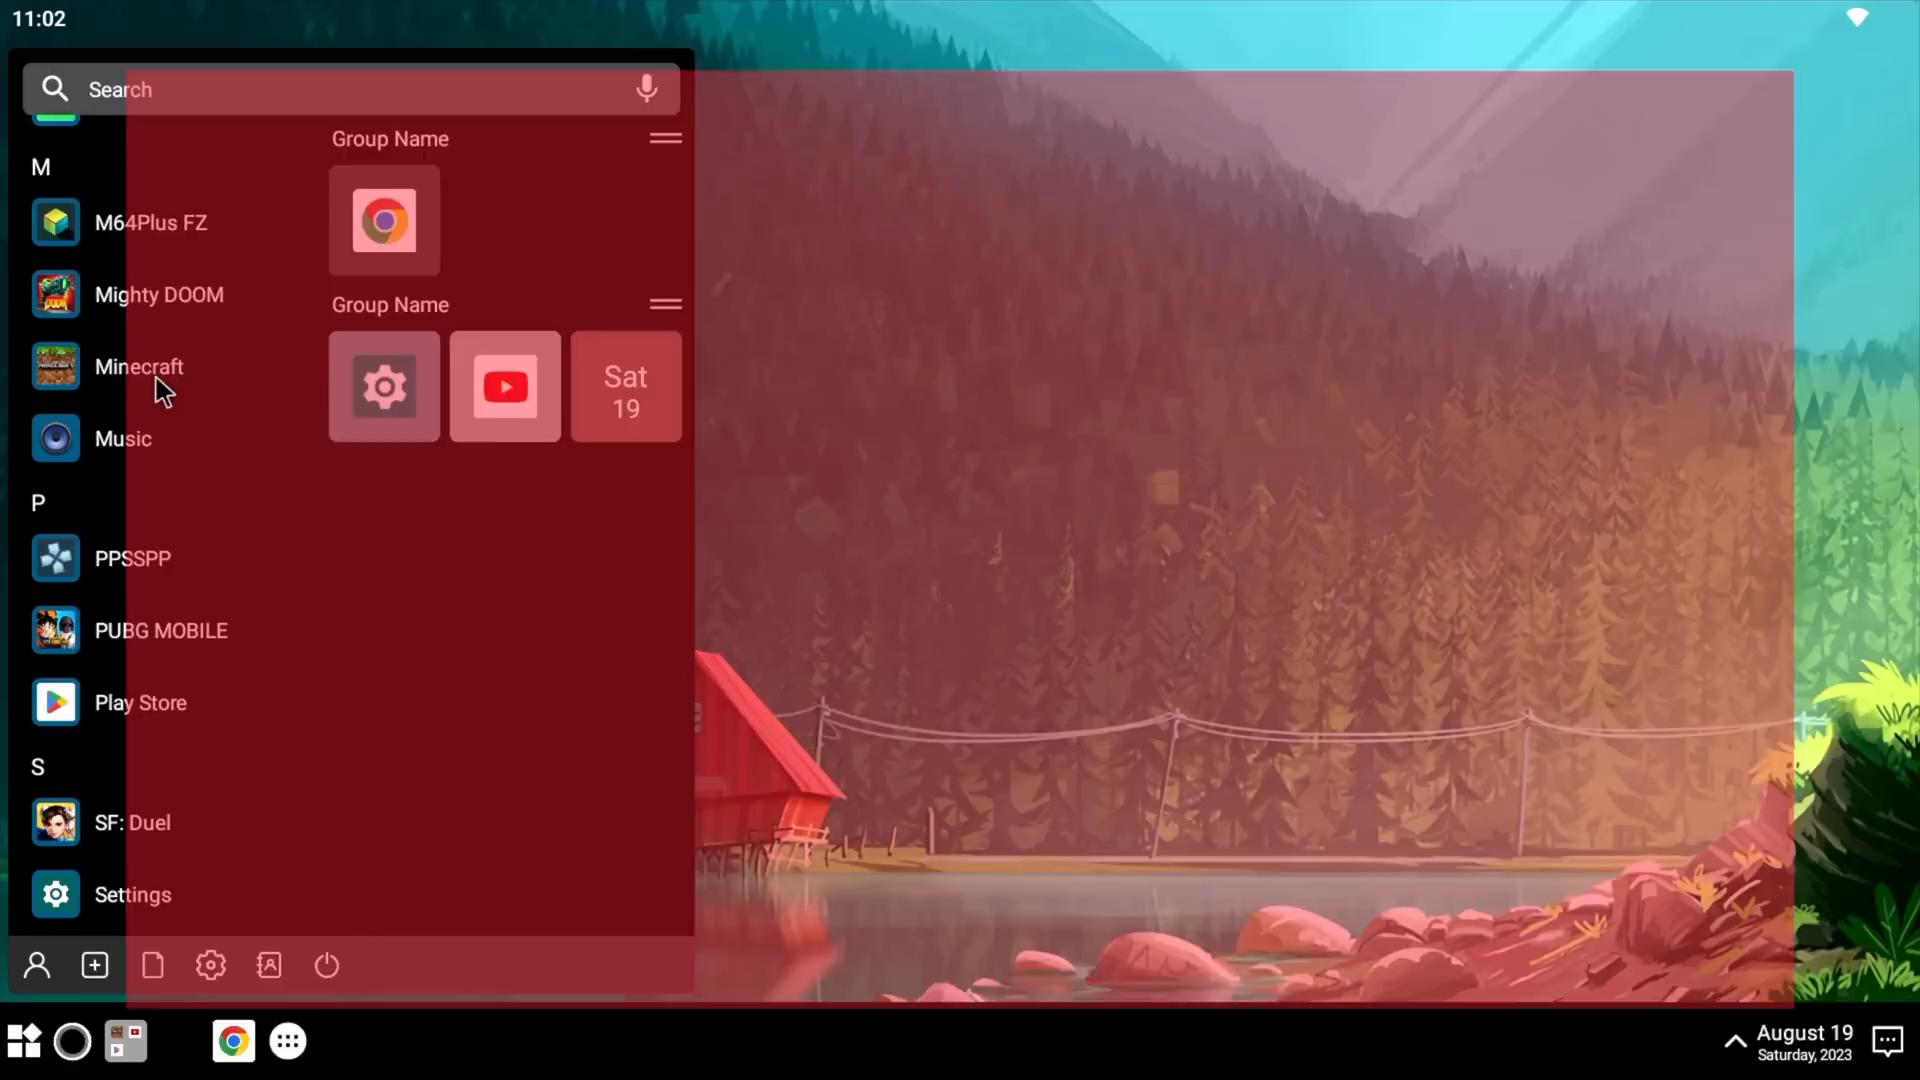 11:02
Search
Group Name
M
M64Plus FZ
Mighty DOOM
Group Name
Minecraft
Sat
19
Music
P
PPSSPP
PUBG MOBILE
Play Store
S
SF: Duel
Settings
August 19
Saturday, 2023